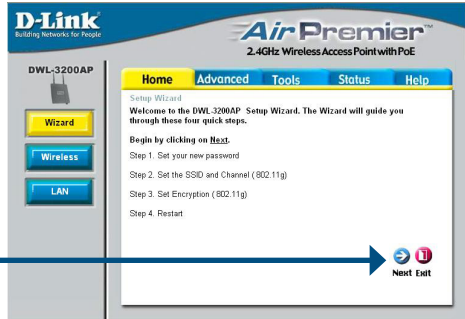 D-Link
Building Networks for People
Air Premier™
2.4GHz Wireless Access Point with PoE
DWL-3200AP
Home Advanced Tools Status Help
Wizard
Wireless
LAN
Setup Wizard
Welcome to the DWL-3200AP Setup Wizard. The Wizard will guide you
through these four quick steps.
Begin by clicking on Next.
Step 1. Set your new password
Step 2. Set the SSID and Channel (802.11g)
Step 3. Set Encryption (802.11g)
Step 4. Restart
Next Exit